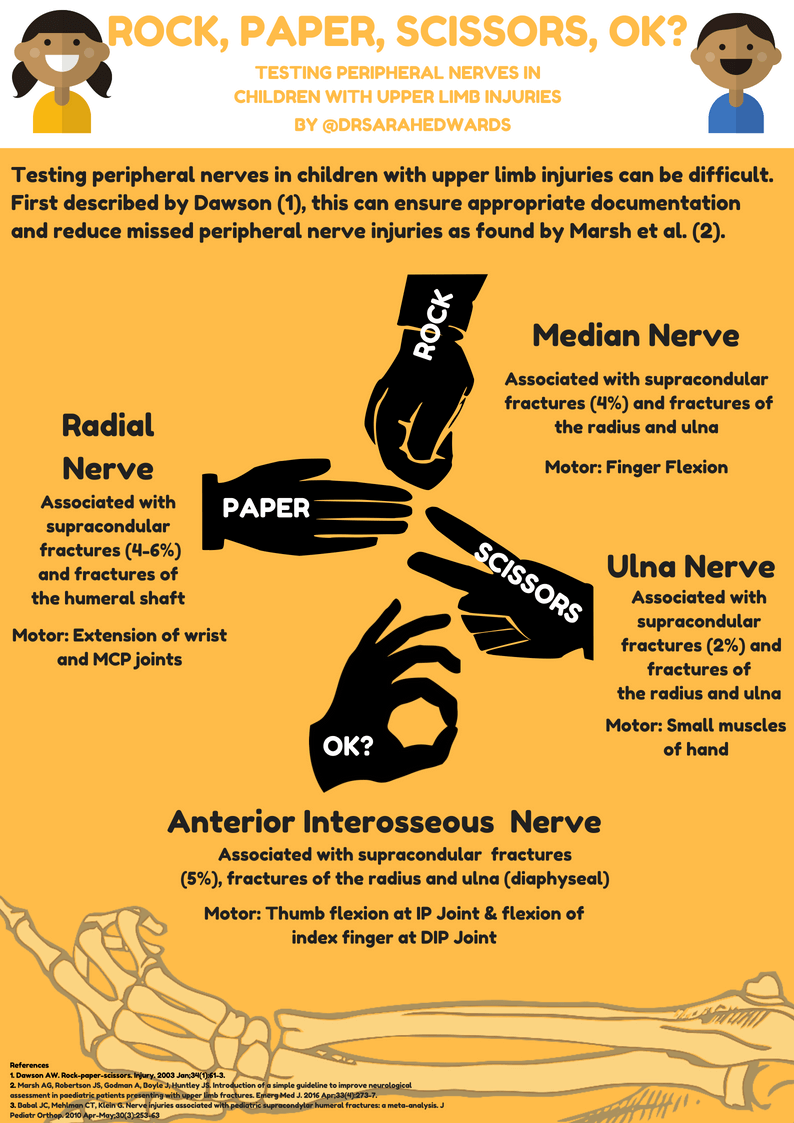 ROCK, PAPER, SCISSORS, OK?
TESTING PERIPHERAL NERVES IN
CHILDREN WITH UPPER LIMB INJURIES
BY @DRSARAHEDWARDS
Testing peripheral nerves in children with upper limb injuries can be difficult.
First described by Dawson (1), this can ensure appropriate documentation
and reduce missed peripheral nerve injuries as found by Marsh et al. (2).
ROCK
Median Nerve
Associated with supracondular
fractures (4%) and fractures of
the radius and ulna
Motor: Finger Flexion
Radial
Nerve
Associated with
supracondular
fractures (4-6%)
and fractures of
the humeral shaft
Motor: Extension of wrist
and MCP joints
PAPER
SCISSORS
Ulna Nerve
Associated with
supracondular
fractures (2%) and
fractures of
the radius and ulna
Motor: Small muscles
of hand
OK?
Anterior Interosseous Nerve
Associated with supracondular fractures
(5%), fractures of the radius and ulna (diaphyseal)
Motor: Thumb flexion at IP Joint & flexion of
index finger at DIP Joint
References
1. Dawson AW. Rock-paper-scissors. Injury. 2003 Jan;34(1):61-3.
2. Marsh AG, Robertson JS, Godman A, Boyle J, Huntley JS. Introduction of a simple guideline to improve neurological
assessment in paediatric patients presenting with upper limb fractures. Emerg Med J. 2016 Apr;33(4):273-7.
3. Babal JC, Mehlman CT, Klein G. Nerve injuries associated with pediatric supracondylar humeral fractures: a meta-analysis. J
Pediatr Orthop. 2010 Apr-May;30(3):253-63